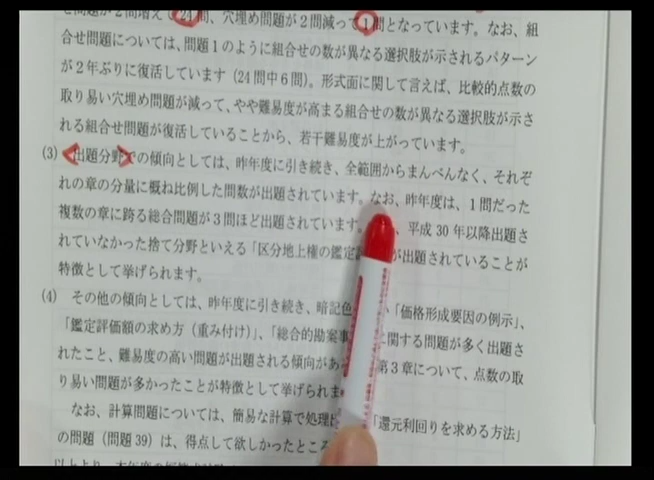 問題が2問増えて24問、穴埋め問題が2問減って1問となっています。なお、組
合せ問題については、問題1のように組合せの数が異なる選択肢が示されるパターン
が2年ぶりに復活しています（24問中6問）。形式面に関して言えば、比較的点数の
取り易い穴埋め問題が減って、やや難易度が高まる組合せの数が異なる選択肢が示さ
れる組合せ問題が復活していることから、若干難易度が上がっています。
(3) 出題分野での傾向としては、昨年度に引き続き、全範囲からまんべんなく、それぞ
れの章の分量に概ね比例した問数が出題されています。なお、昨年度は、1問だった
複数の章に跨る総合問題が3問ほど出題されています。 、平成30年以降出題さ
れていなかった捨て分野といえる「区分地上権の鑑定 が出題されていることが
特徴として挙げられます。
(4) その他の傾向としては、昨年度に引き続き、暗記色 「価格形成要因の例示」、
「鑑定評価額の求め方（重み付け）」、「総合的勘案事 に関する問題が多く出題さ
れたこと、難易度の高い問題が出題される傾向があ 第3章について、点数の取
り易い問題が多かったことが特徴として挙げられま
なお、計算問題については、簡易な計算で処理 「還元利回りを求める方法」
の問題（問題39）は、得点して欲しかったところ